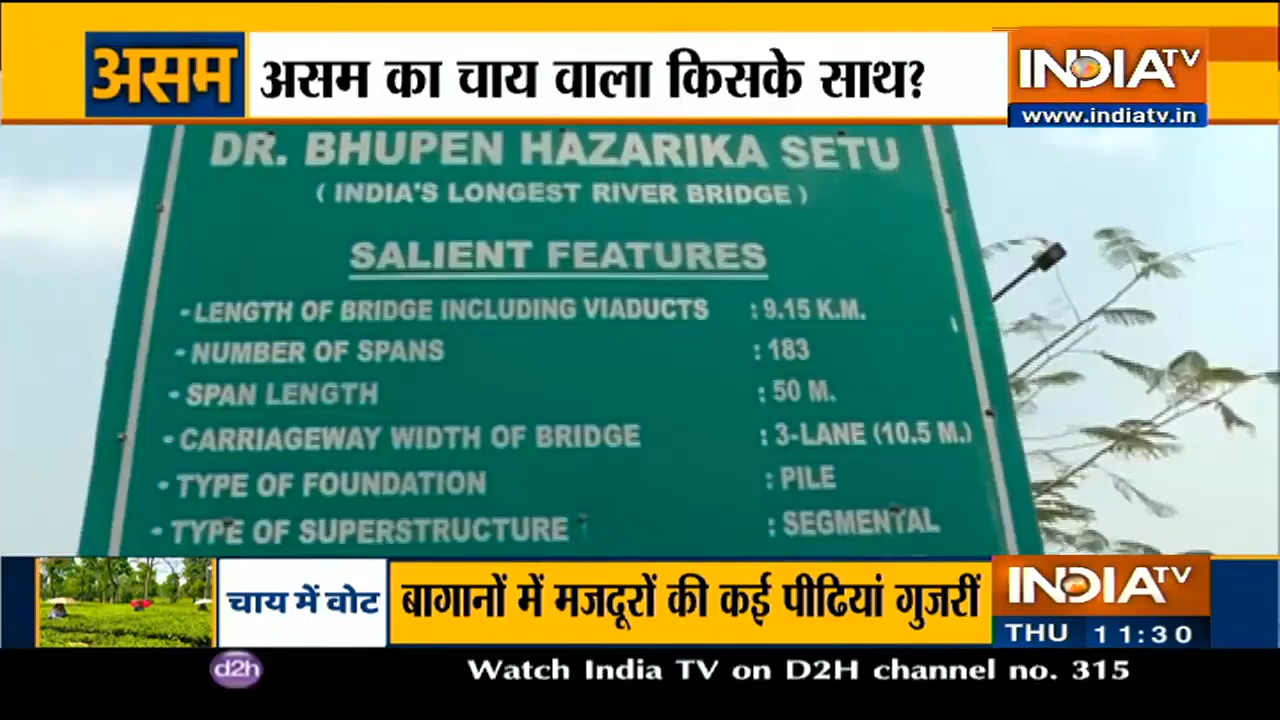 असम
असम का चाय वाला किसके साथ?
INDIA TV
www.indiatv.in
DR. BHUPEN HAZARIKA SETU
( INDIA'S LONGEST RIVER BRIDGE )
SALIENT FEATURES
- LENGTH OF BRIDGE INCLUDING VIADUCTS : 9.15 K.M.
- NUMBER OF SPANS : 183
- SPAN LENGTH : 50 M.
- CARRIAGEWAY WIDTH OF BRIDGE : 3-LANE (10.5 M.)
- TYPE OF FOUNDATION : PILE
- TYPE OF SUPERSTRUCTURE : SEGMENTAL
चाय में वोट
बागानों में मजदूरों की कई पीढियां गुजरीं
INDIA TV
THU 11:30
d2h
Watch India TV on D2H channel no. 315